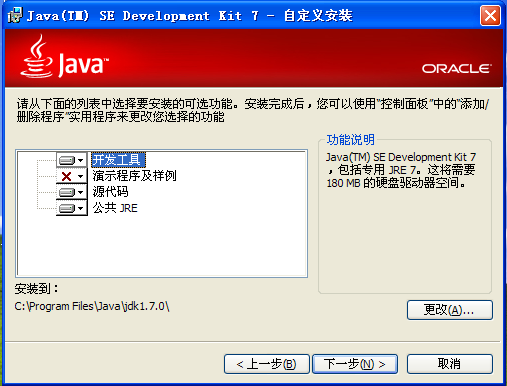 Java(TM) SE Development Kit 7 - 自定义安装
Java™
ORACLE®
请从下面的列表中选择要安装的可选功能。安装完成后，您可以使用“控制面板”中的“添加/
删除程序”实用程序来更改您选择的功能
开发工具
演示程序及样例
源代码
公共 JRE
功能说明
Java(TM) SE Development Kit 7
，包括专用 JRE 7。这将需要
180 MB 的硬盘驱动器空间。
安装到：
C:\Program Files\Java\jdk1.7.0\
更改(A)...
< 上一步(B)
下一步(N) >
取消